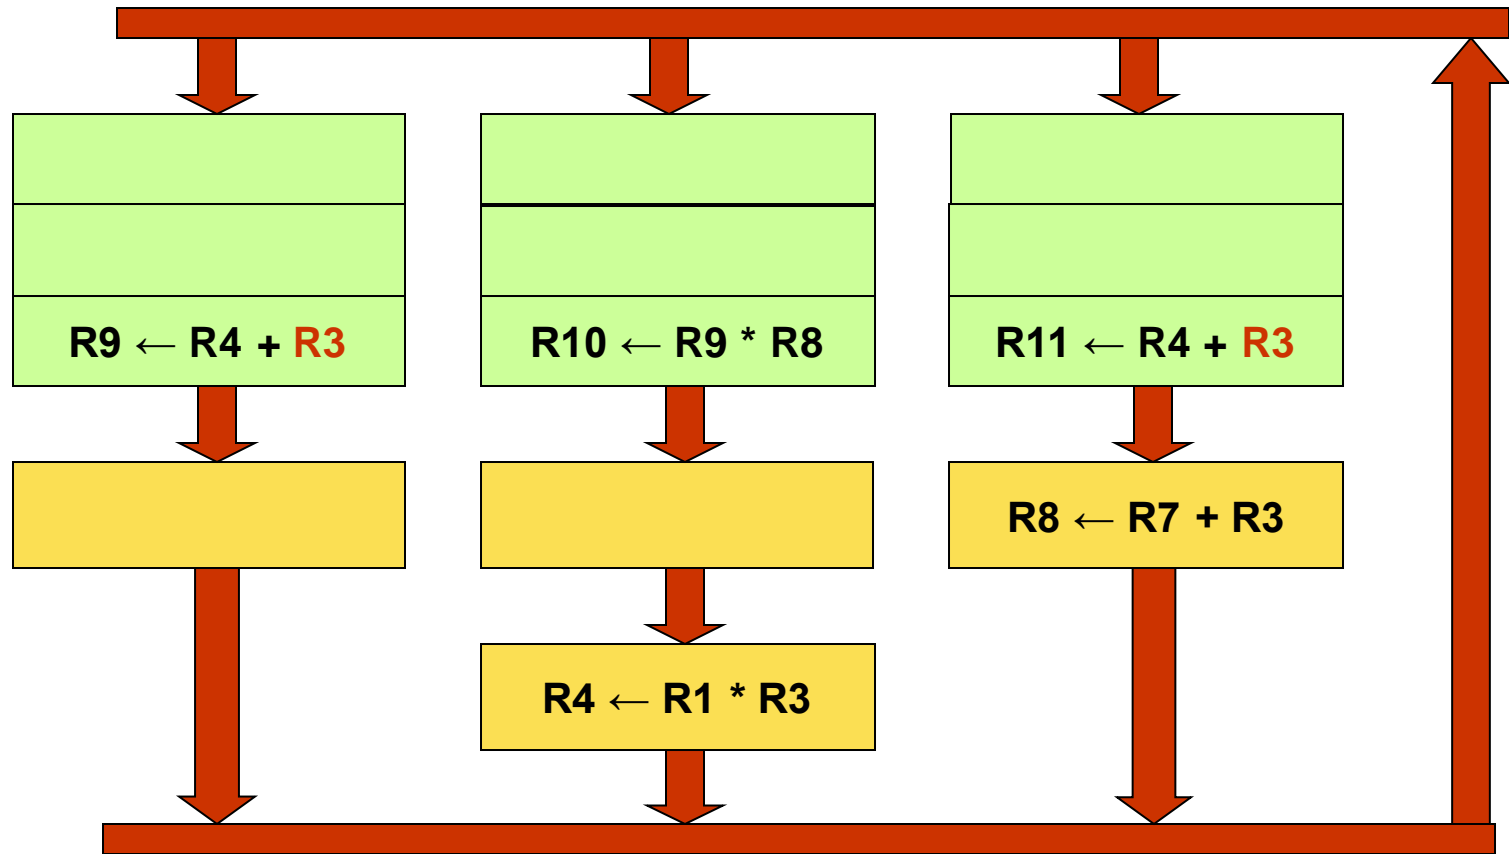 R9 ← R4 + R3
R10 ← R9 * R8
R11 ← R4 + R3
R8 ← R7 + R3
R4 ← R1 * R3